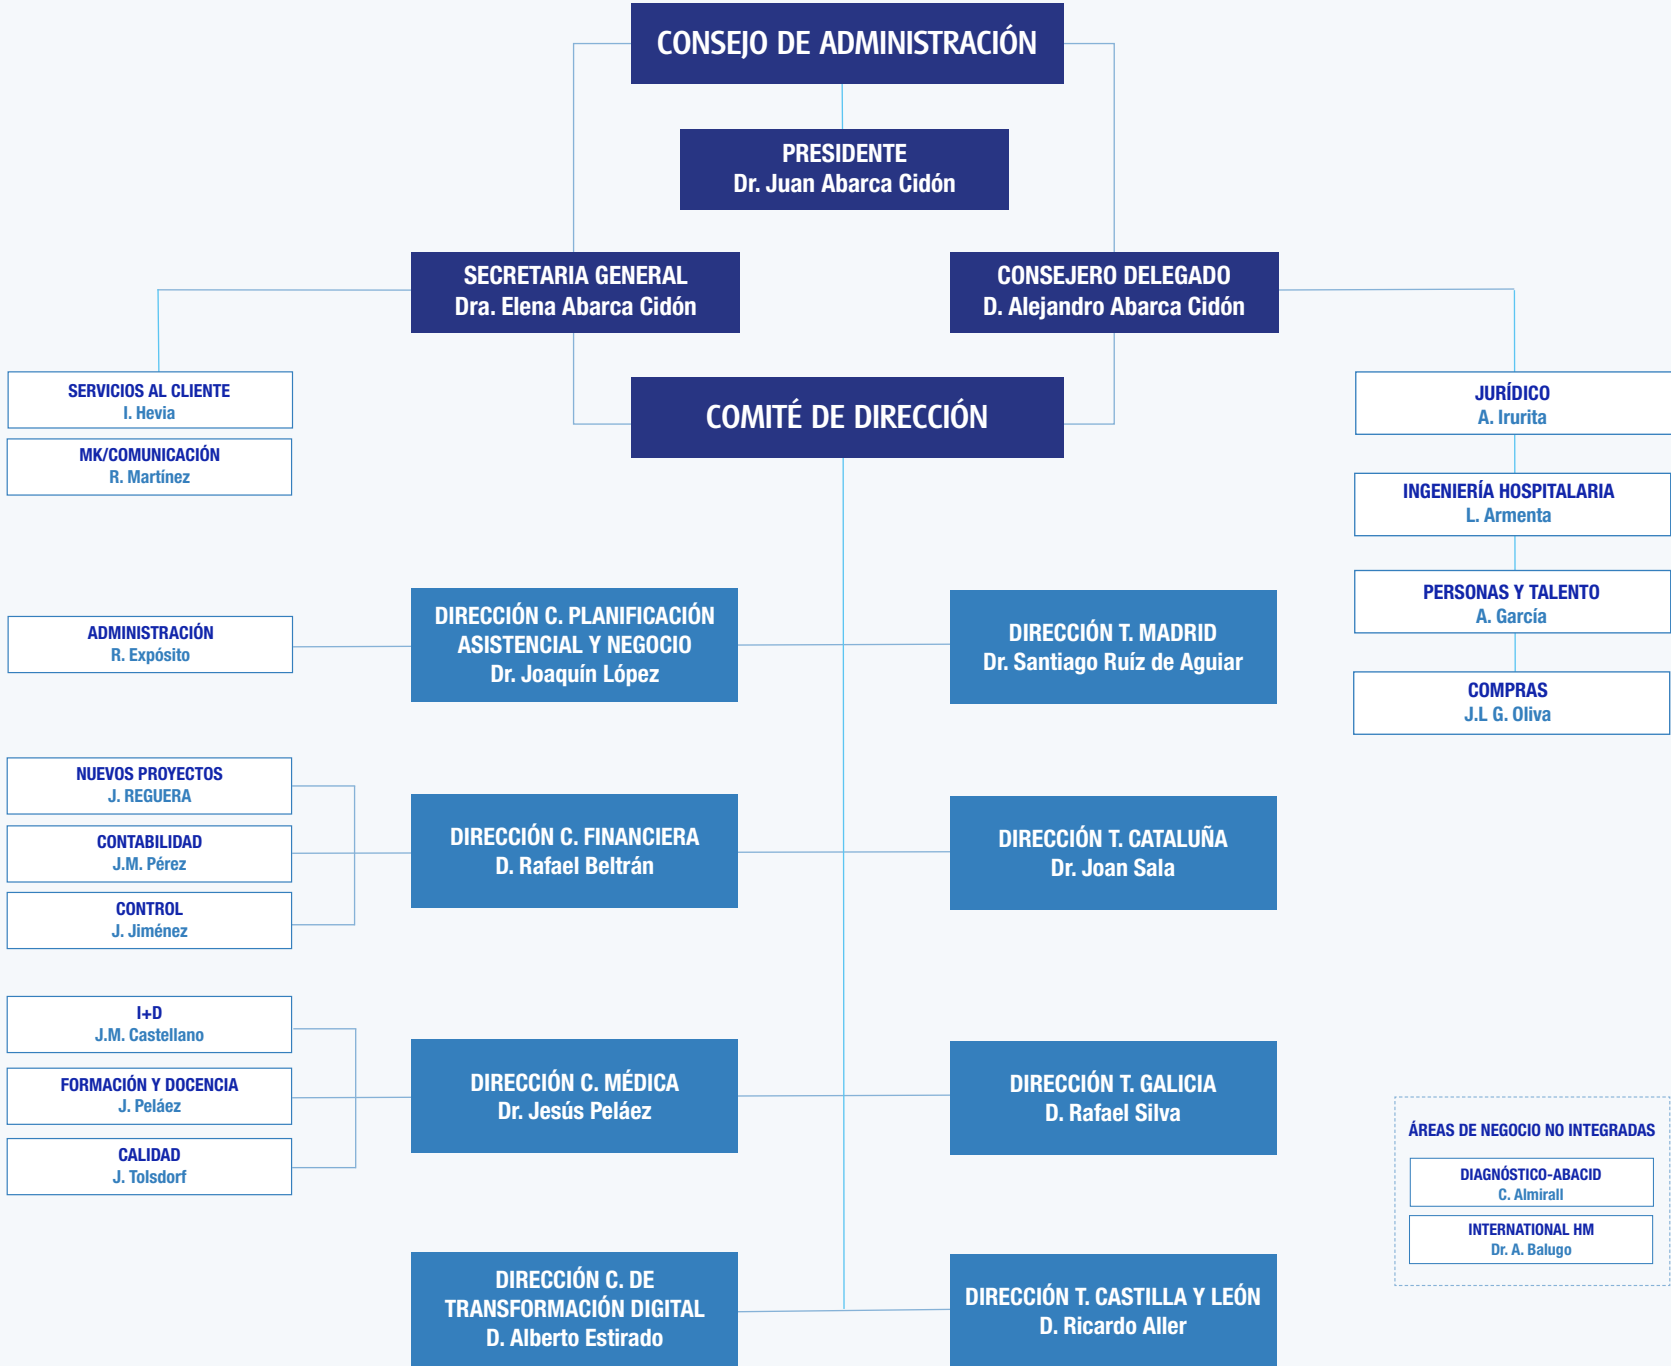 CONSEJO DE ADMINISTRACIÓN
PRESIDENTE
Dr. Juan Abarca Cidón
SECRETARIA GENERAL
Dra. Elena Abarca Cidón
CONSEJERO DELEGADO
D. Alejandro Abarca Cidón
COMITÉ DE DIRECCIÓN
SERVICIOS AL CLIENTE
I. Hevia
MK/COMUNICACIÓN
R. Martínez
JURÍDICO
A. Irurita
INGENIERÍA HOSPITALARIA
L. Armenta
PERSONAS Y TALENTO
A. García
COMPRAS
J.L G. Oliva
ADMINISTRACIÓN
R. Expósito
DIRECCIÓN C. PLANIFICACIÓN
ASISTENCIAL Y NEGOCIO
Dr. Joaquín López
DIRECCIÓN T. MADRID
Dr. Santiago Ruíz de Aguiar
NUEVOS PROYECTOS
J. REGUERA
CONTABILIDAD
J.M. Pérez
CONTROL
J. Jiménez
DIRECCIÓN C. FINANCIERA
D. Rafael Beltrán
DIRECCIÓN T. CATALUÑA
Dr. Joan Sala
I+D
J.M. Castellano
FORMACIÓN Y DOCENCIA
J. Peláez
CALIDAD
J. Tolsdorf
DIRECCIÓN C. MÉDICA
Dr. Jesús Peláez
DIRECCIÓN T. GALICIA
D. Rafael Silva
DIRECCIÓN C. DE
TRANSFORMACIÓN DIGITAL
D. Alberto Estirado
DIRECCIÓN T. CASTILLA Y LEÓN
D. Ricardo Aller
ÁREAS DE NEGOCIO NO INTEGRADAS
DIAGNÓSTICO-ABACID
C. Almirall
INTERNATIONAL HM
Dr. A. Balugo